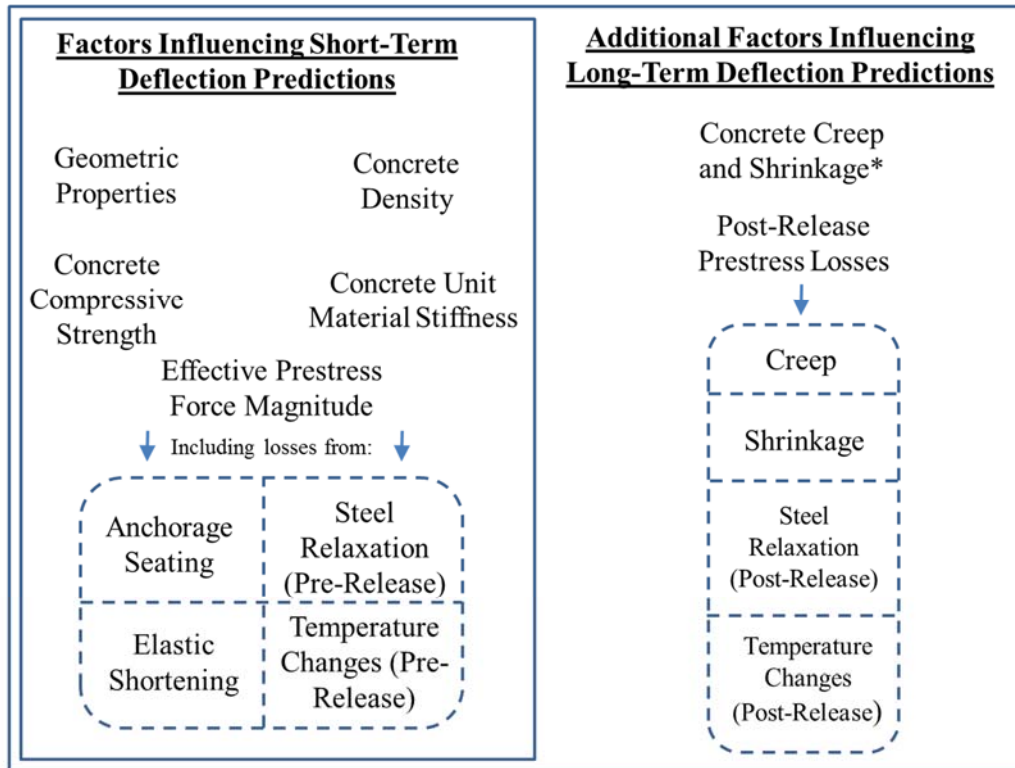 Factors Influencing Short-Term
Deflection Predictions
Geometric
Properties
Concrete
Density
Concrete
Compressive
Strength
Concrete Unit
Material Stiffness
Effective Prestress
Force Magnitude
Including losses from:
Anchorage
Seating
Steel
Relaxation
(Pre-Release)
Elastic
Shortening
Temperature
Changes (Pre-
Release)
Additional Factors Influencing
Long-Term Deflection Predictions
Concrete Creep
and Shrinkage*
Post-Release
Prestress Losses
Creep
Shrinkage
Steel
Relaxation
(Post-Release)
Temperature
Changes
(Post-Release)